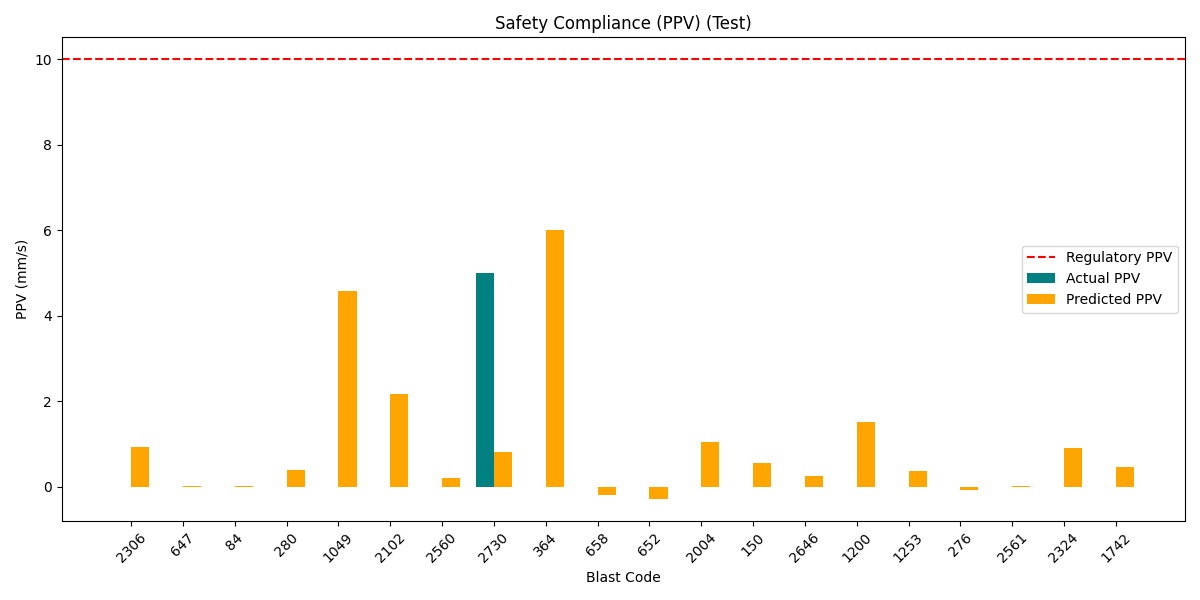 Safety Compliance (PPV) (Test)
PPV (mm/s)
10
8
6
4
2
0
Regulatory PPV
Actual PPV
Predicted PPV
2306 647 84 280 1049 2102 2560 2730 364 658 652 2004 150 2646 1200 1253 276 2561 2324 1742
Blast Code